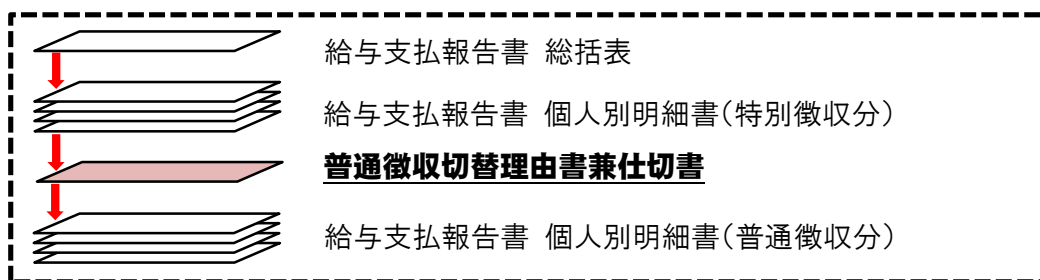 給与支払報告書 総括表
給与支払報告書 個人別明細書(特別徴収分)
普通徴収切替理由書兼仕切書
給与支払報告書 個人別明細書(普通徴収分)